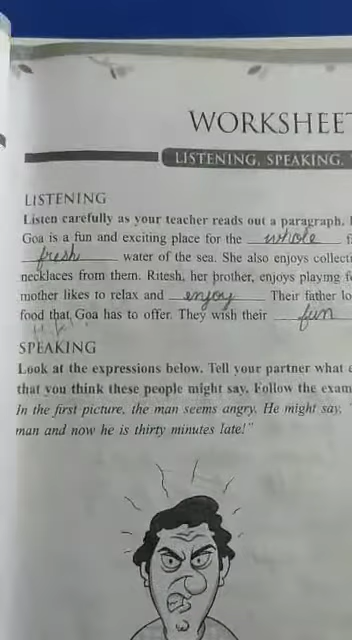 WORKSHEET
LISTENING, SPEAKING,
LISTENING
Listen carefully as your teacher reads out a paragraph.
Goa is a fun and exciting place for the whole
fresh water of the sea. She also enjoys collecti
necklaces from them. Ritesh, her brother, enjoys playing f
mother likes to relax and enjoy Their father lo
food that Goa has to offer. They wish their fun
SPEAKING
Look at the expressions below. Tell your partner what e
that you think these people might say. Follow the exam
In the first picture, the man seems angry. He might say, "
man and now he is thirty minutes late!"